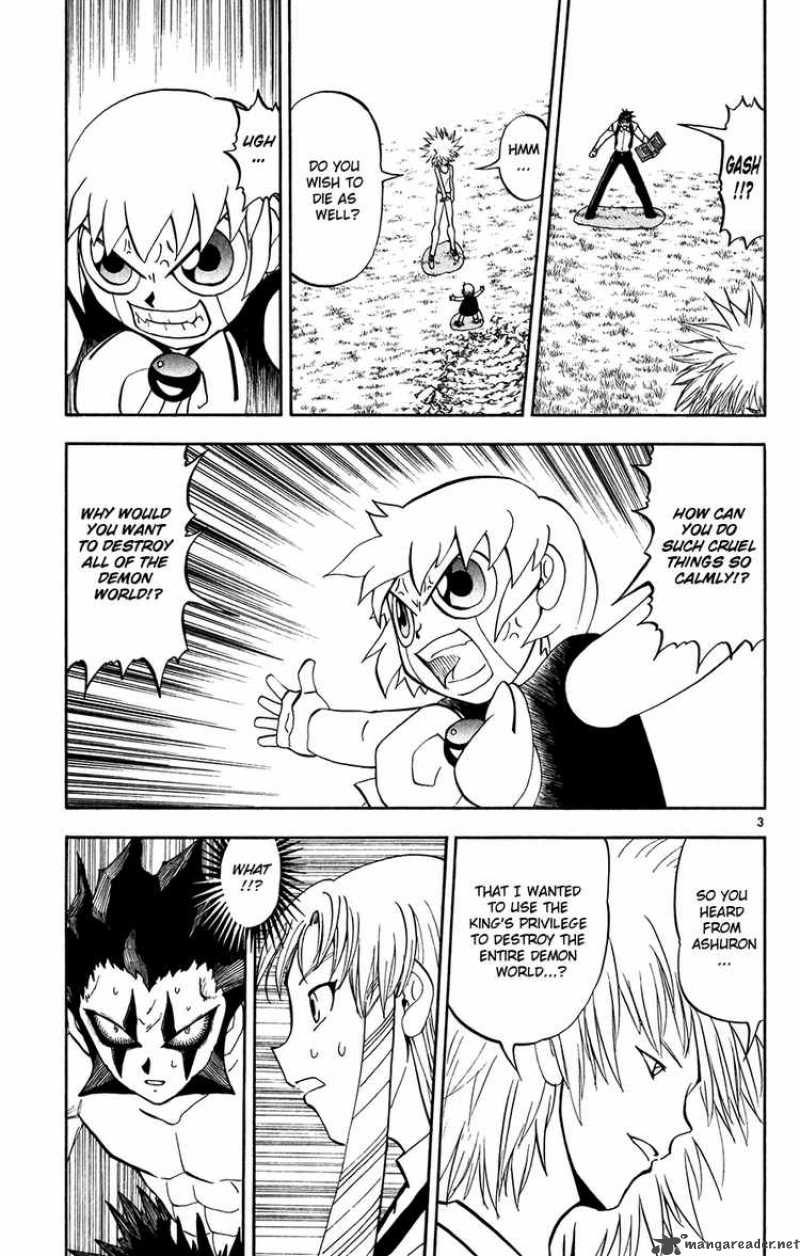 GASH
!!?
HMM
...
DO YOU
WISH TO
DIE AS
WELL?
UGH
...
HOW CAN
YOU DO
SUCH CRUEL
THINGS SO
CALMLY!?
WHY WOULD
YOU WANT
TO DESTROY
ALL OF THE
DEMON
WORLD!?
3
SO YOU
HEARD
FROM
ASHURON
...
THAT I WANTED
TO USE THE
KING'S PRIVILEGE
TO DESTROY THE
ENTIRE DEMON
WORLD...?
WHAT
!!?
mangareader.net